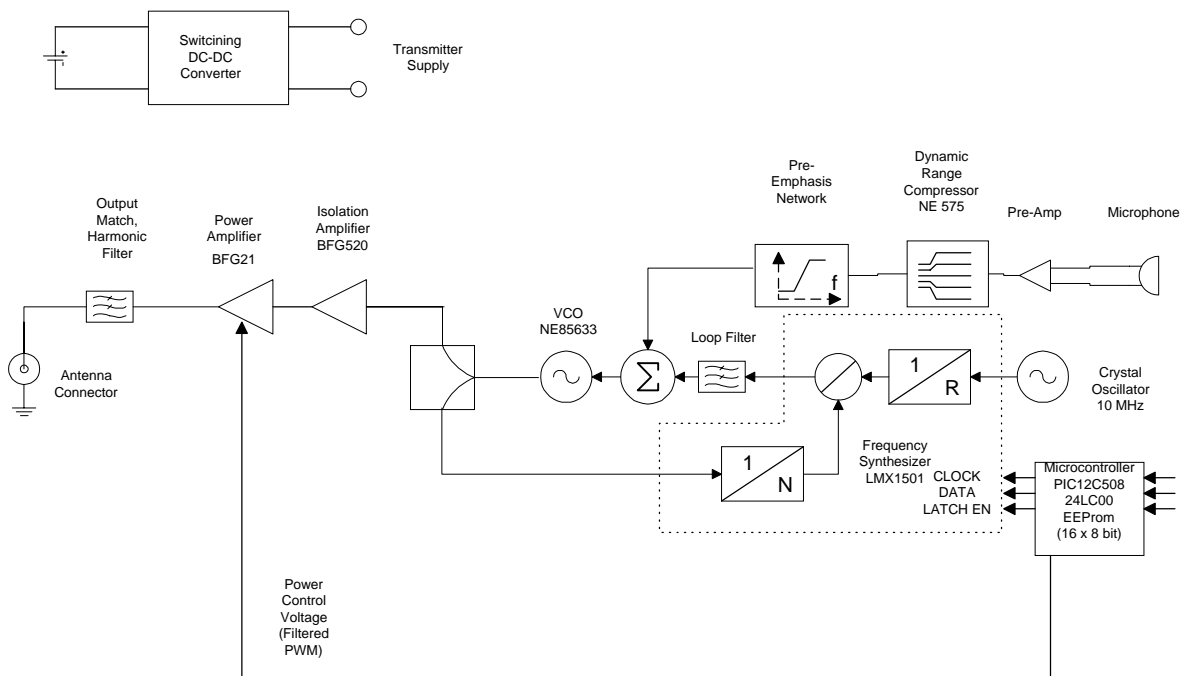 Switcining
DC-DC
Converter
Transmitter
Supply
Pre-
Emphasis
Network
Dynamic
Range
Compressor
NE 575
Pre-Amp
Microphone
Output
Match,
Harmonic
Filter
Power
Amplifier
BFG21
Isolation
Amplifier
BFG520
f
VCO
NE85633
Loop Filter
Σ
1
R
Crystal
Oscillator
10 MHz
Antenna
Connector
1
N
Frequency
Synthesizer
LMX1501
CLOCK
DATA
LATCH EN
Microcontroller
PIC12C508
24LC00
EEProm
(16 x 8 bit)
Power
Control
Voltage
(Filtered
PWM)